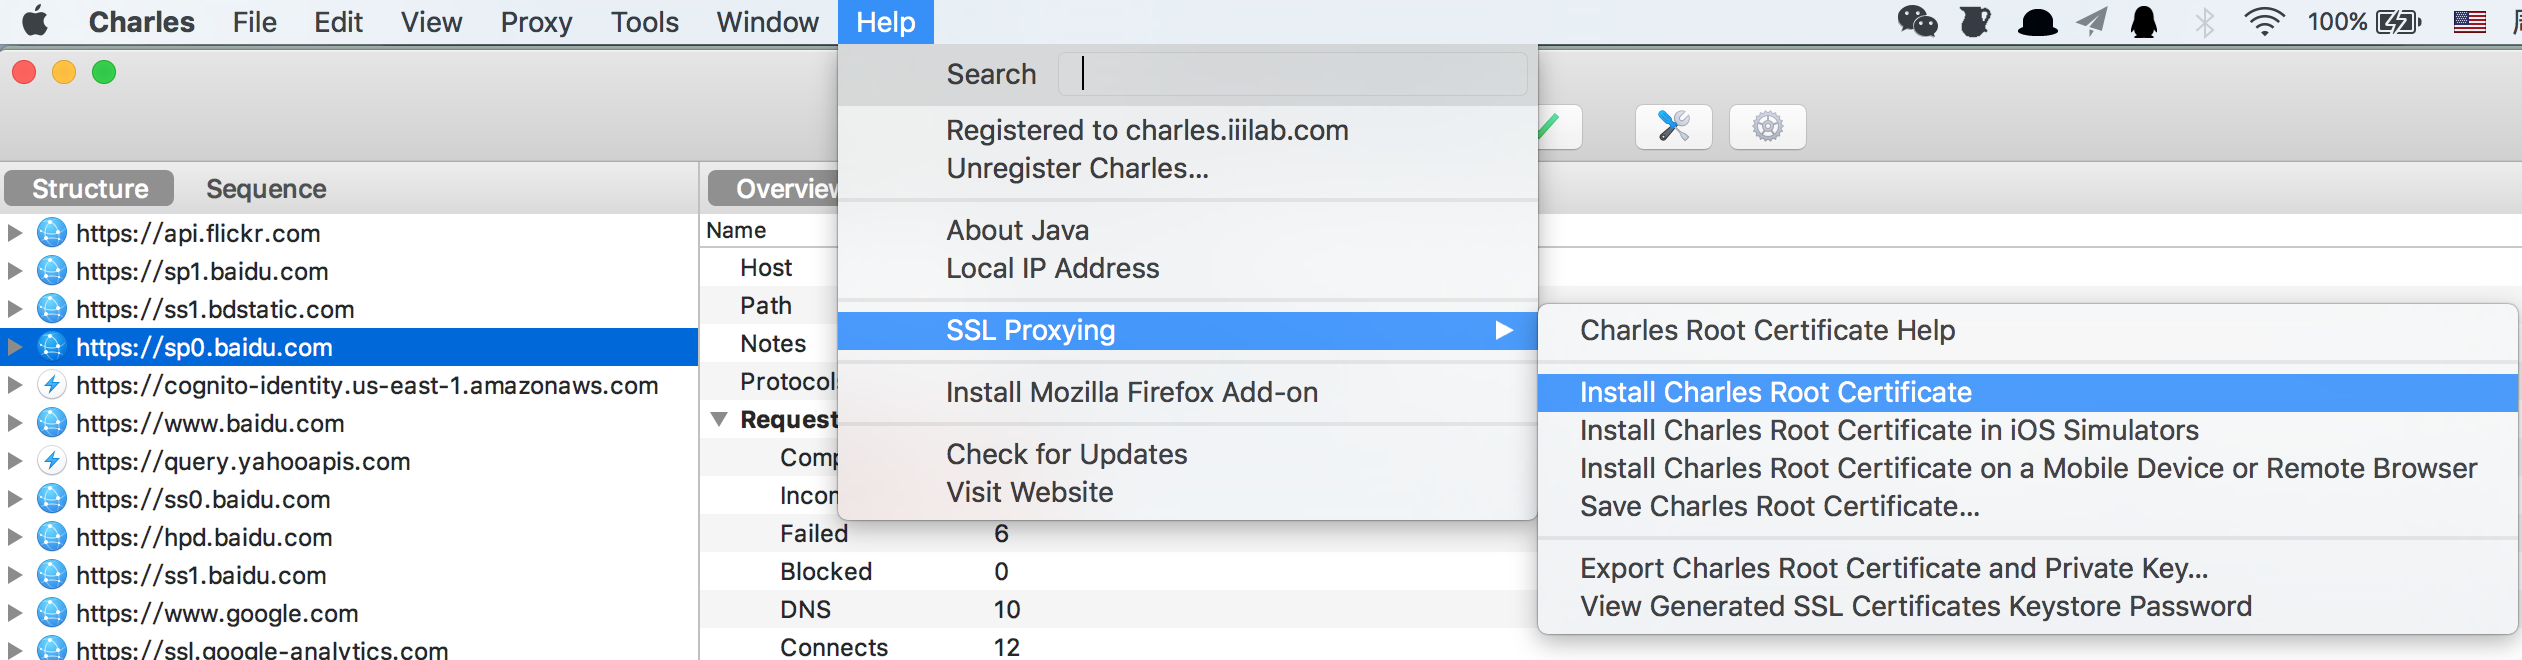 Charles File Edit View Proxy Tools Window Help 100%
Search
Registered to charles.iiilab.com
Unregister Charles...
About Java
Local IP Address
SSL Proxying
Install Mozilla Firefox Add-on
Check for Updates
Visit Website
Charles Root Certificate Help
Install Charles Root Certificate
Install Charles Root Certificate in iOS Simulators
Install Charles Root Certificate on a Mobile Device or Remote Browser
Save Charles Root Certificate...
Export Charles Root Certificate and Private Key...
View Generated SSL Certificates Keystore Password
Structure Sequence
https://api.flickr.com
https://sp1.baidu.com
https://ss1.bdstatic.com
https://sp0.baidu.com
https://cognito-identity.us-east-1.amazonaws.com
https://www.baidu.com
https://query.yahooapis.com
https://ss0.baidu.com
https://hpd.baidu.com
https://ss1.baidu.com
https://www.google.com
https://ssl.google-analytics.com
Overview
Name
Host
Path
Notes
Protocols
Request
Comp
Incom
Failed 6
Blocked 0
DNS 10
Connects 12